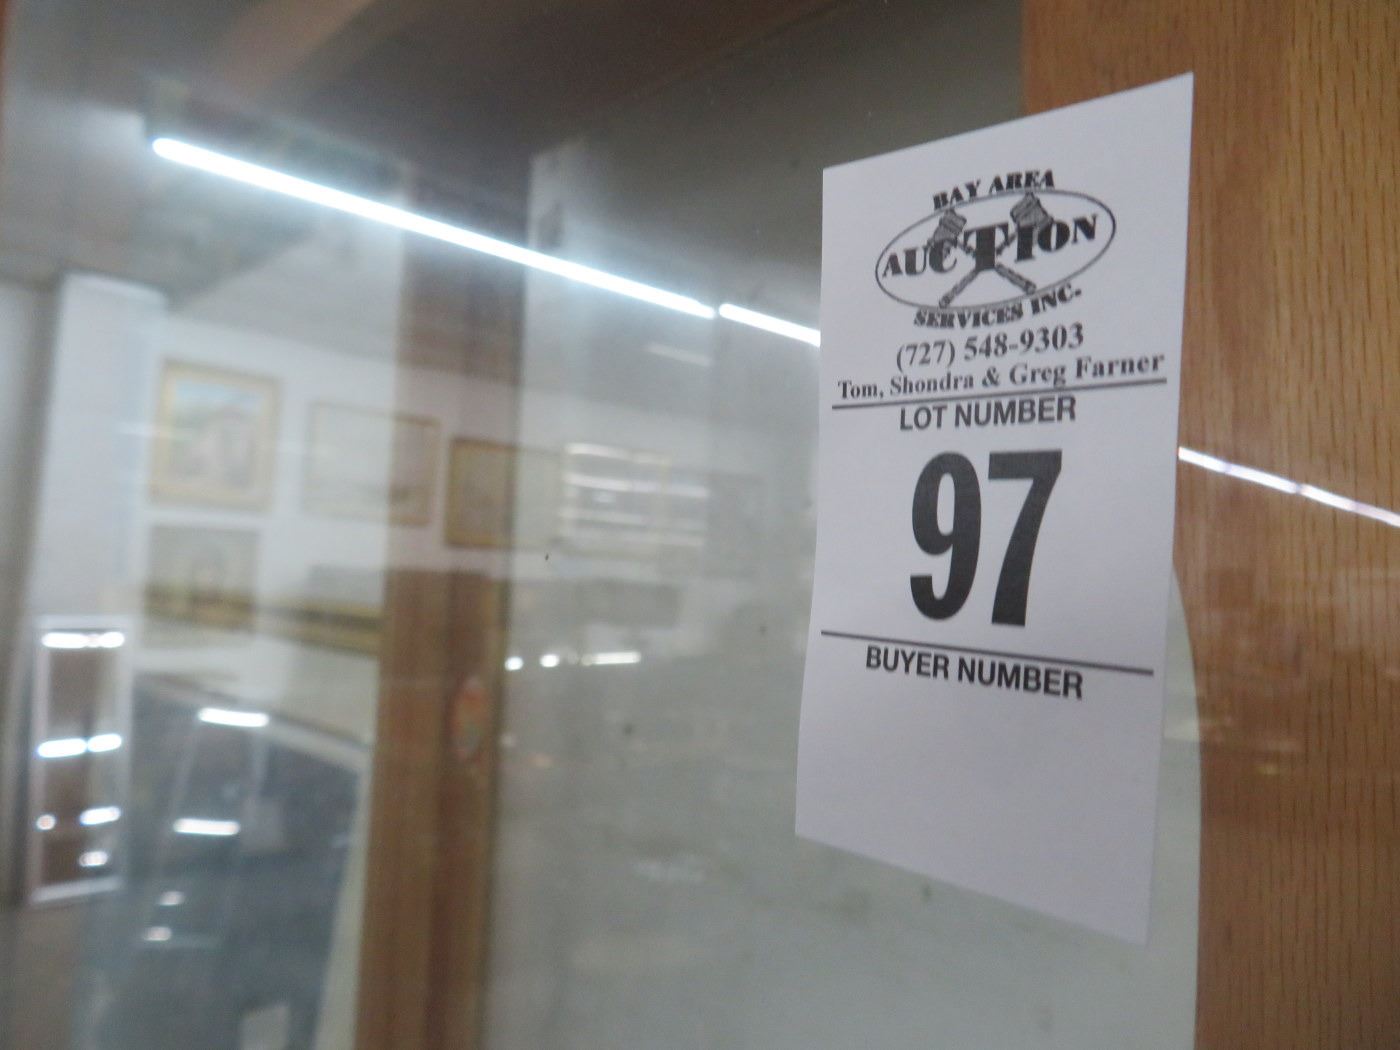 BAY AREA
AUCTION
SERVICES INC.
(727) 548-9303
Tom, Shondra & Greg Farner
LOT NUMBER
97
BUYER NUMBER